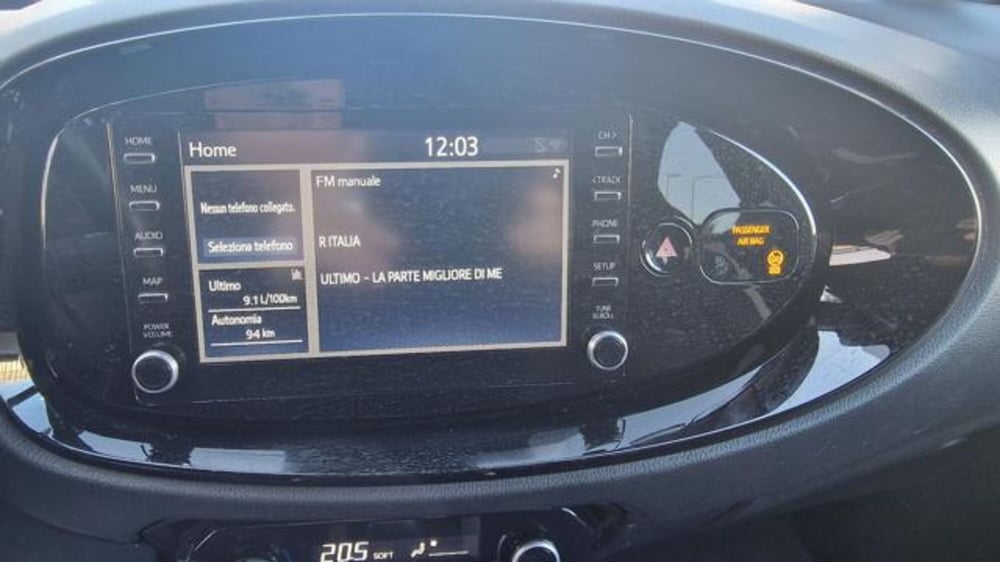 HOME
MENU
AUDIO
MAP
POWER
VOLUME
Home
12:03
Nessun telefono collegato.
Seleziona telefono
Ultimo
9.1 L/100km
Autonomia
94 km
FM manuale
R ITALIA
ULTIMO - LA PARTE MIGLIORE DI ME
CH >
< TRACK
PHONE
SETUP
TUNE
SCROLL
PASSENGER
AIR BAG
20.5 SOFT